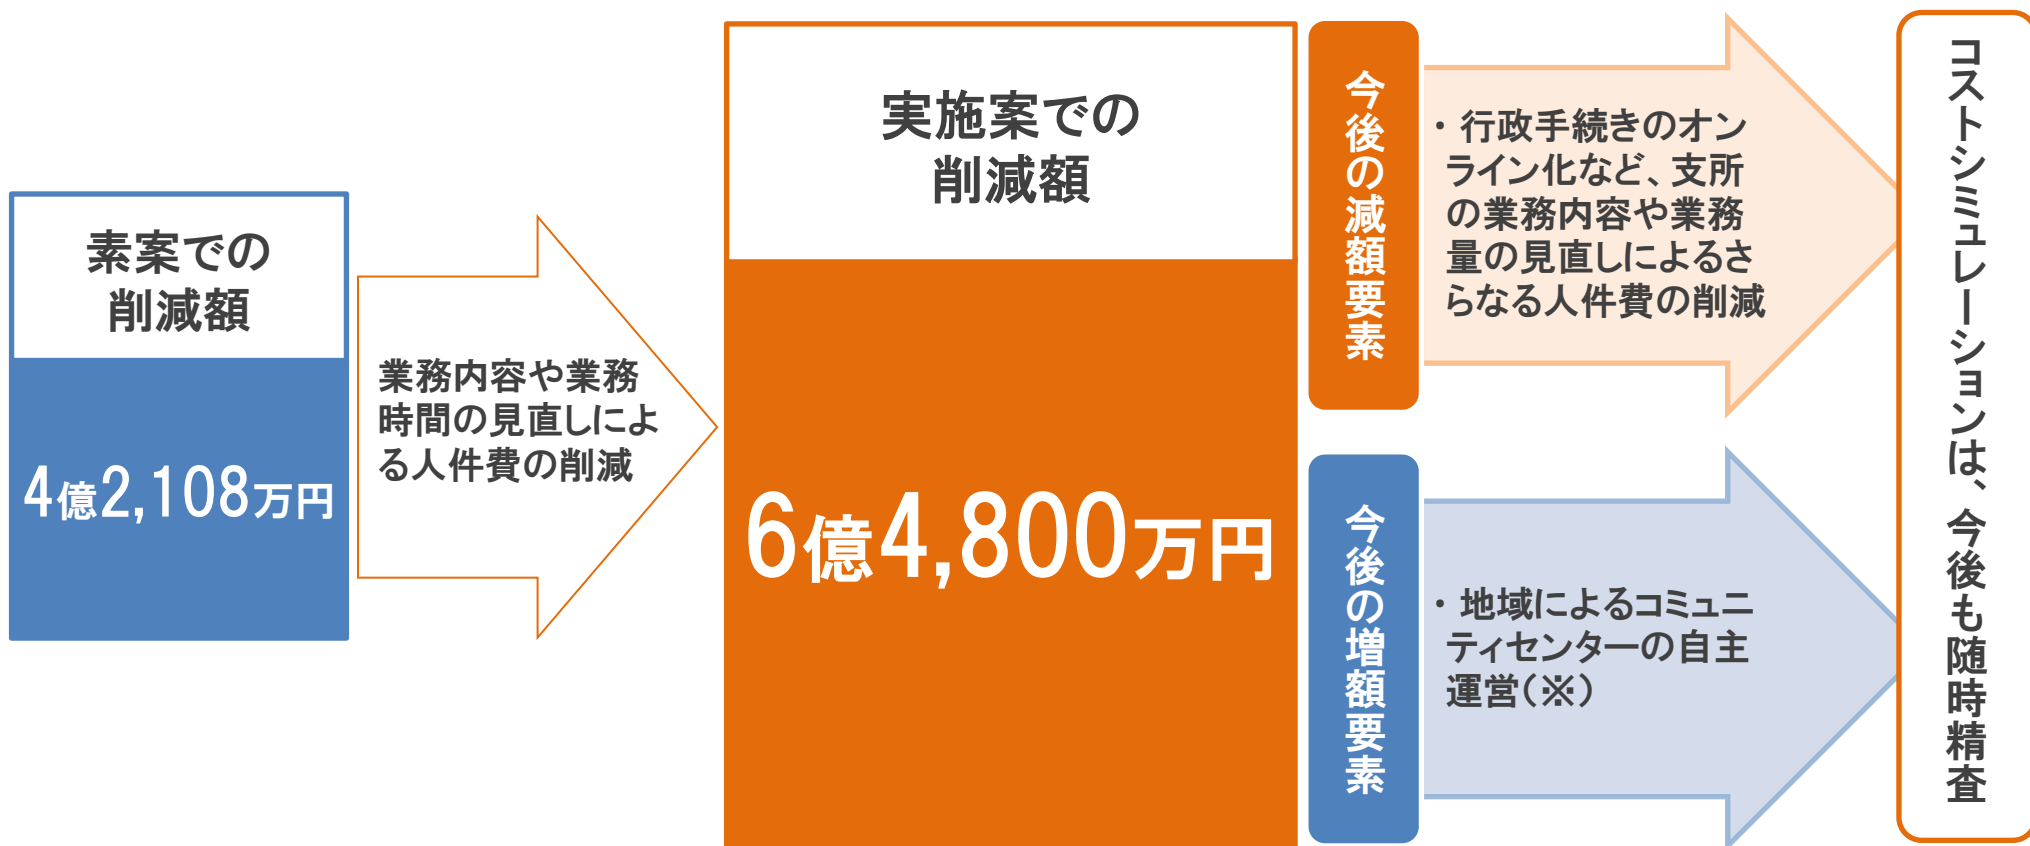 素案での
削減額
4億2,108万円
業務内容や業務
時間の見直しによ
る人件費の削減
実施案での
削減額
6億4,800万円
今後の減額要素
・行政手続きのオン
ライン化など、支所
の業務内容や業務
量の見直しによるさ
らなる人件費の削減
今後の増額要素
・地域によるコミュニ
ティセンターの自主
運営(※)
コストシミュレーションは、今後も随時精査